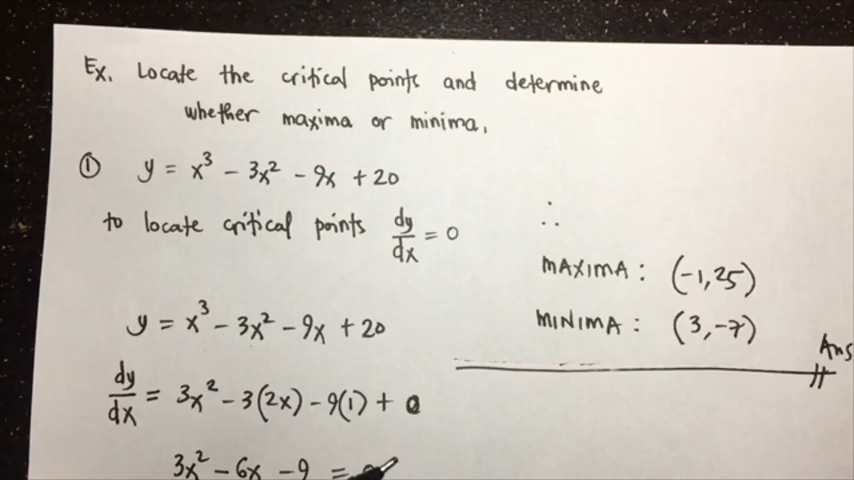 Ex. Locate the critical points and determine
whether maxima or minima.
① y = x³ - 3x² - 9x + 20
to locate critical points dy/dx = 0
y = x³ - 3x² - 9x + 20
dy/dx = 3x² - 3(2x) - 9(1) + 0
3x² - 6x - 9 =
∴
MAXIMA : (-1, 25)
MINIMA : (3, -7)
Ans